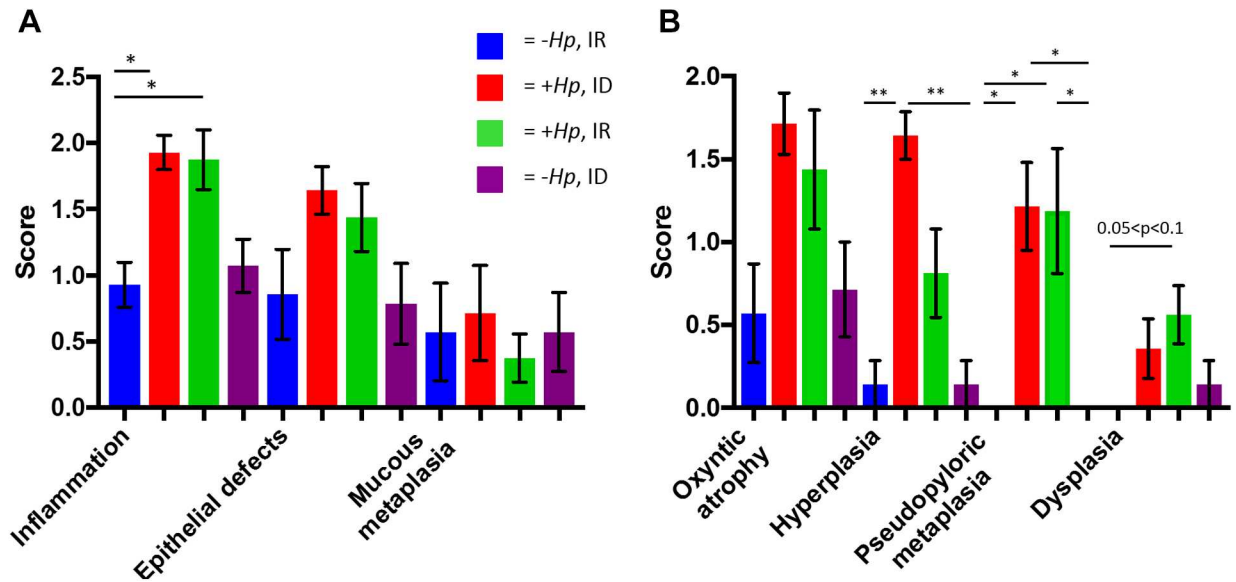 A
= -Hp, IR
= +Hp, ID
= +Hp, IR
= -Hp, ID
*
*
Score
2.5
2.0
1.5
1.0
0.5
0.0
Inflammation
Epithelial defects
Mucous
metaplasia
B
*
*
** ** * *
0.05<p<0.1
Score
2.0
1.5
1.0
0.5
0.0
Oxyntic
atrophy
Hyperplasia
Pseudopyloric
metaplasia
Dysplasia